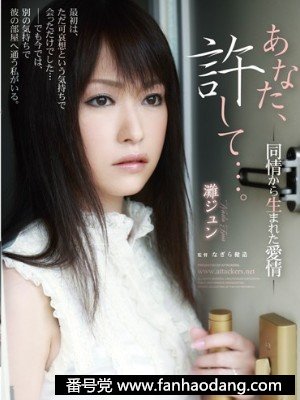 あなた、
許して……。
同情から生まれた愛情
最初は、
ただ可哀想という気持ちで
会っただけでした…
――でも今では、
別の気持ちで
彼の部屋へ通う私がいる。
灘ジュン
www.attackers.net
番号党 www.fanhaodang.com